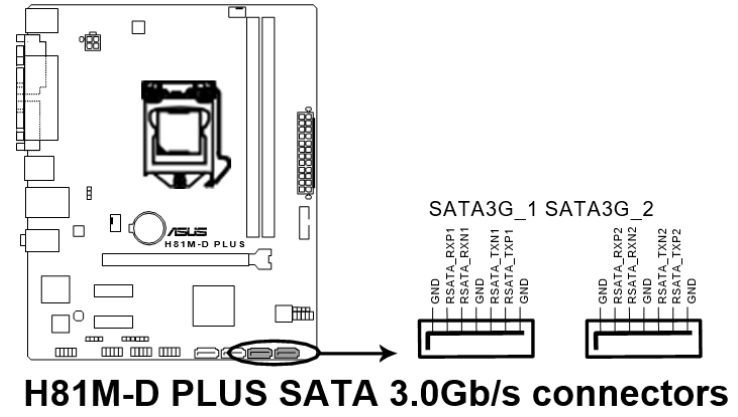 SATA3G_1 SATA3G_2
GND
RSATA_RXP1
RSATA_RXN1
GND
RSATA_TXN1
RSATA_TXP1
GND
GND
RSATA_RXP2
RSATA_RXN2
GND
RSATA_TXN2
RSATA_TXP2
GND
ASUS
H81M-D PLUS
H81M-D PLUS SATA 3.0Gb/s connectors